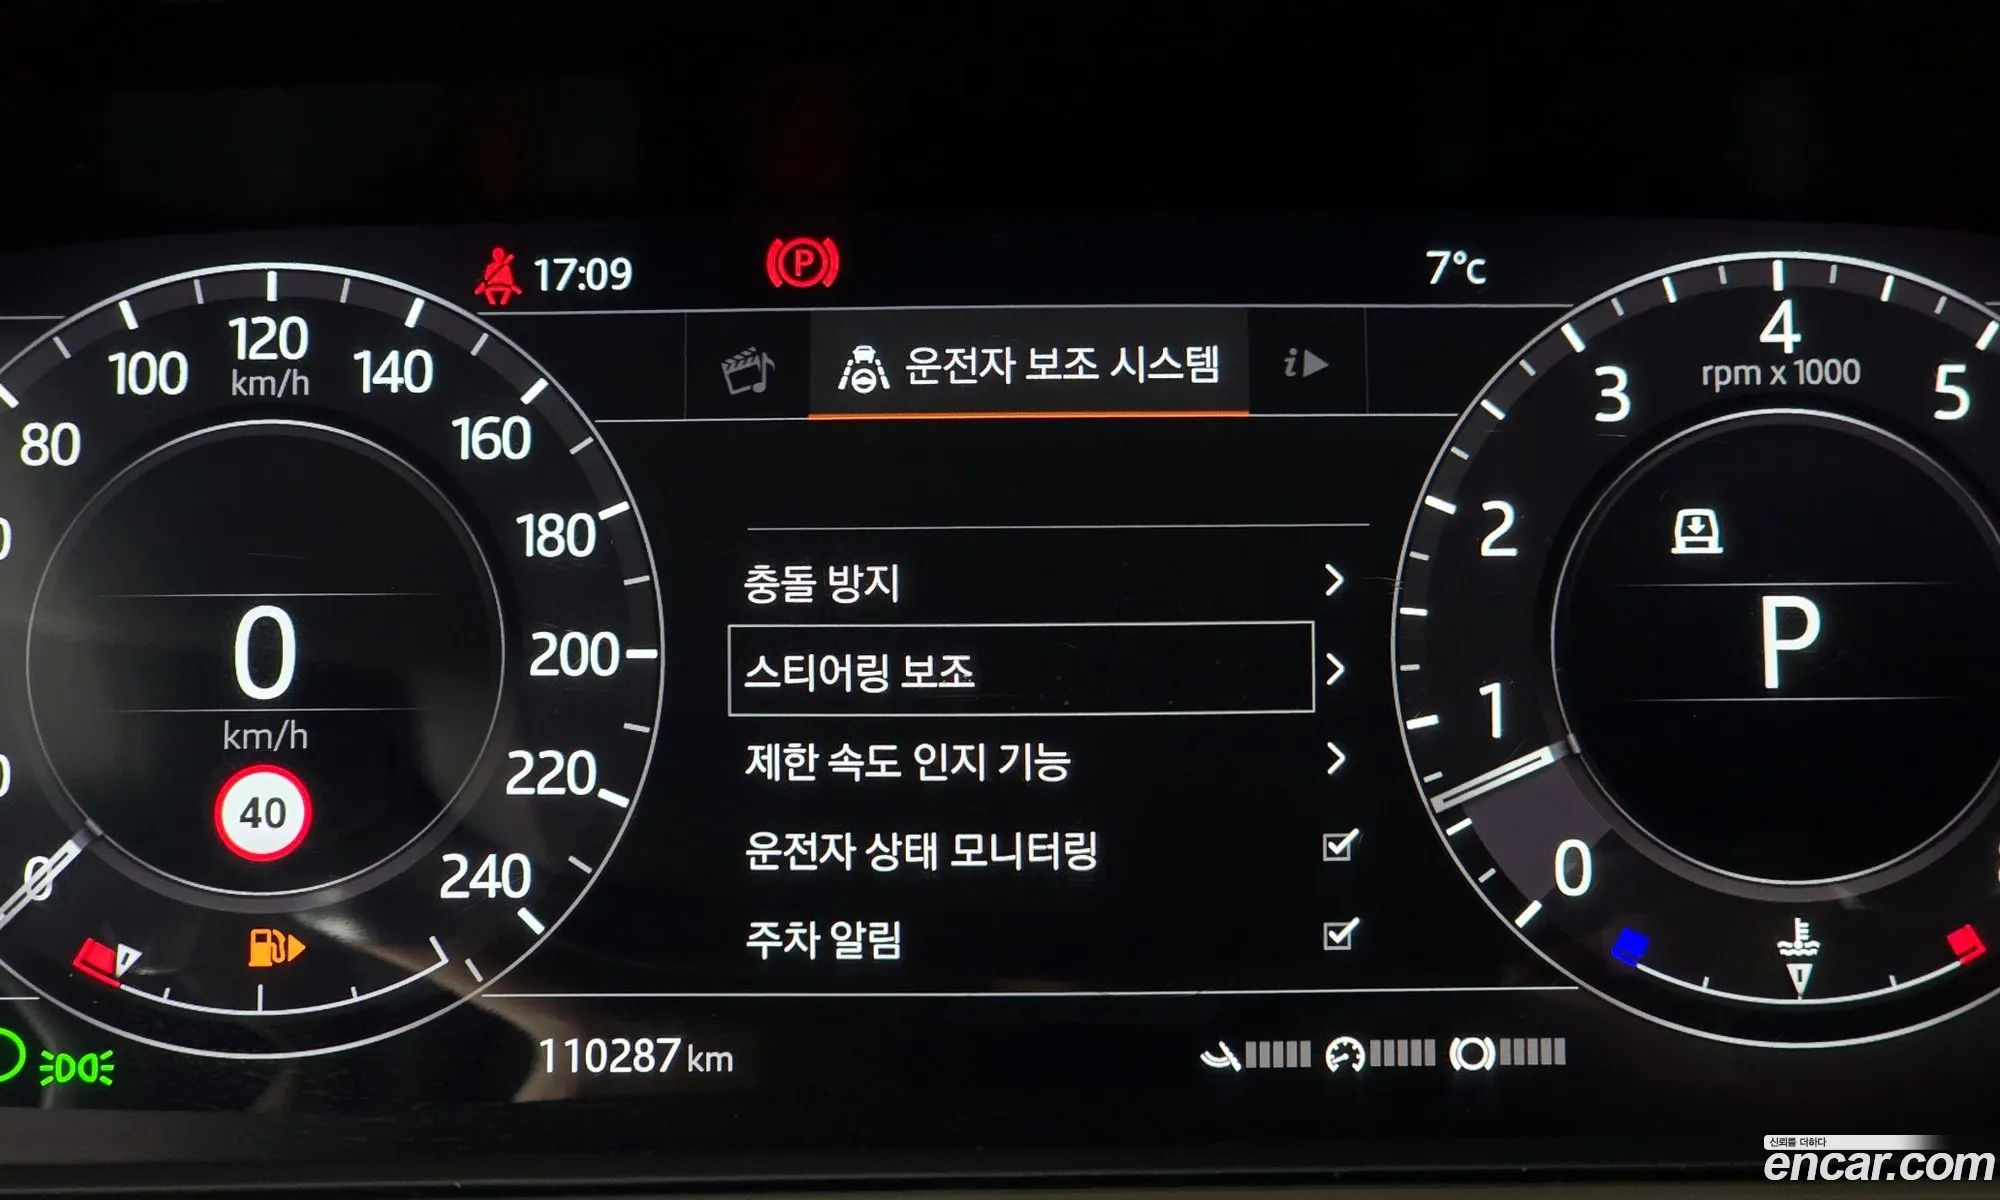 17:09
P
7°C
운전자 보조 시스템
i
80
100
120
km/h
140
160
180
200
220
240
0
0
km/h
40
충돌 방지
스티어링 보조
제한 속도 인지 기능
운전자 상태 모니터링
주차 알림
4
rpm x 1000
3
5
2
1
0
P
110287 km
신뢰를 더하다
encar.com